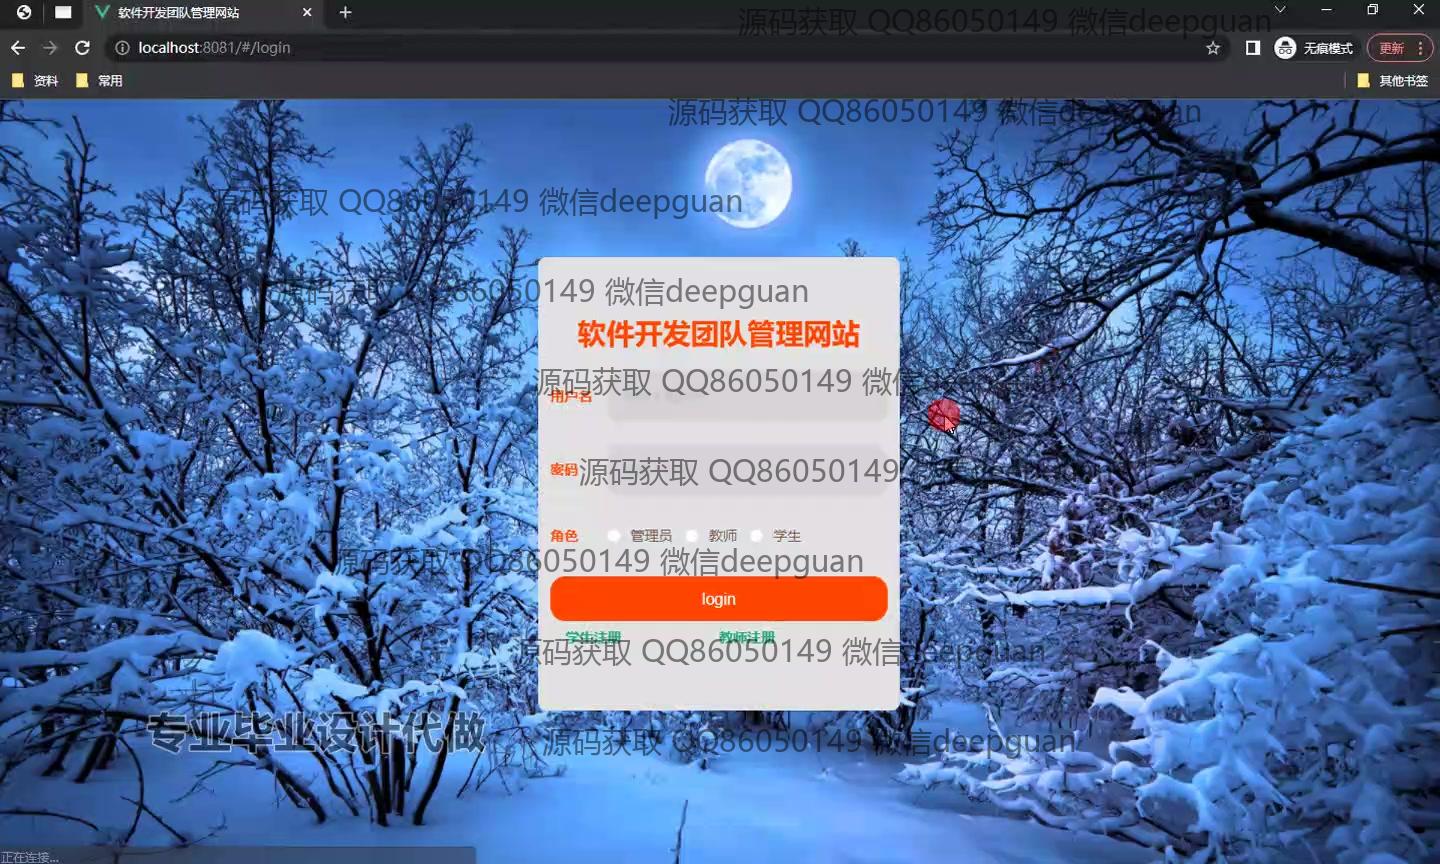 软件开发团队管理网站
源码获取 QQ86050149 微信deepguan
localhost:8081/#/login
无痕模式
更新
资料
常用
其他书签
源码获取 QQ86050149 微信deepguan
源码获取 QQ86050149 微信deepguan
源码获取 QQ86050149 微信deepguan
软件开发团队管理网站
源码获取 QQ86050149 微信deepguan
用户名
密码
源码获取 QQ86050149
角色 管理员 教师 学生
源码获取 QQ86050149 微信deepguan
login
学生注册 教师注册
源码获取 QQ86050149 微信deepguan
专业毕业设计代做
源码获取 QQ86050149 微信deepguan
正在连接...